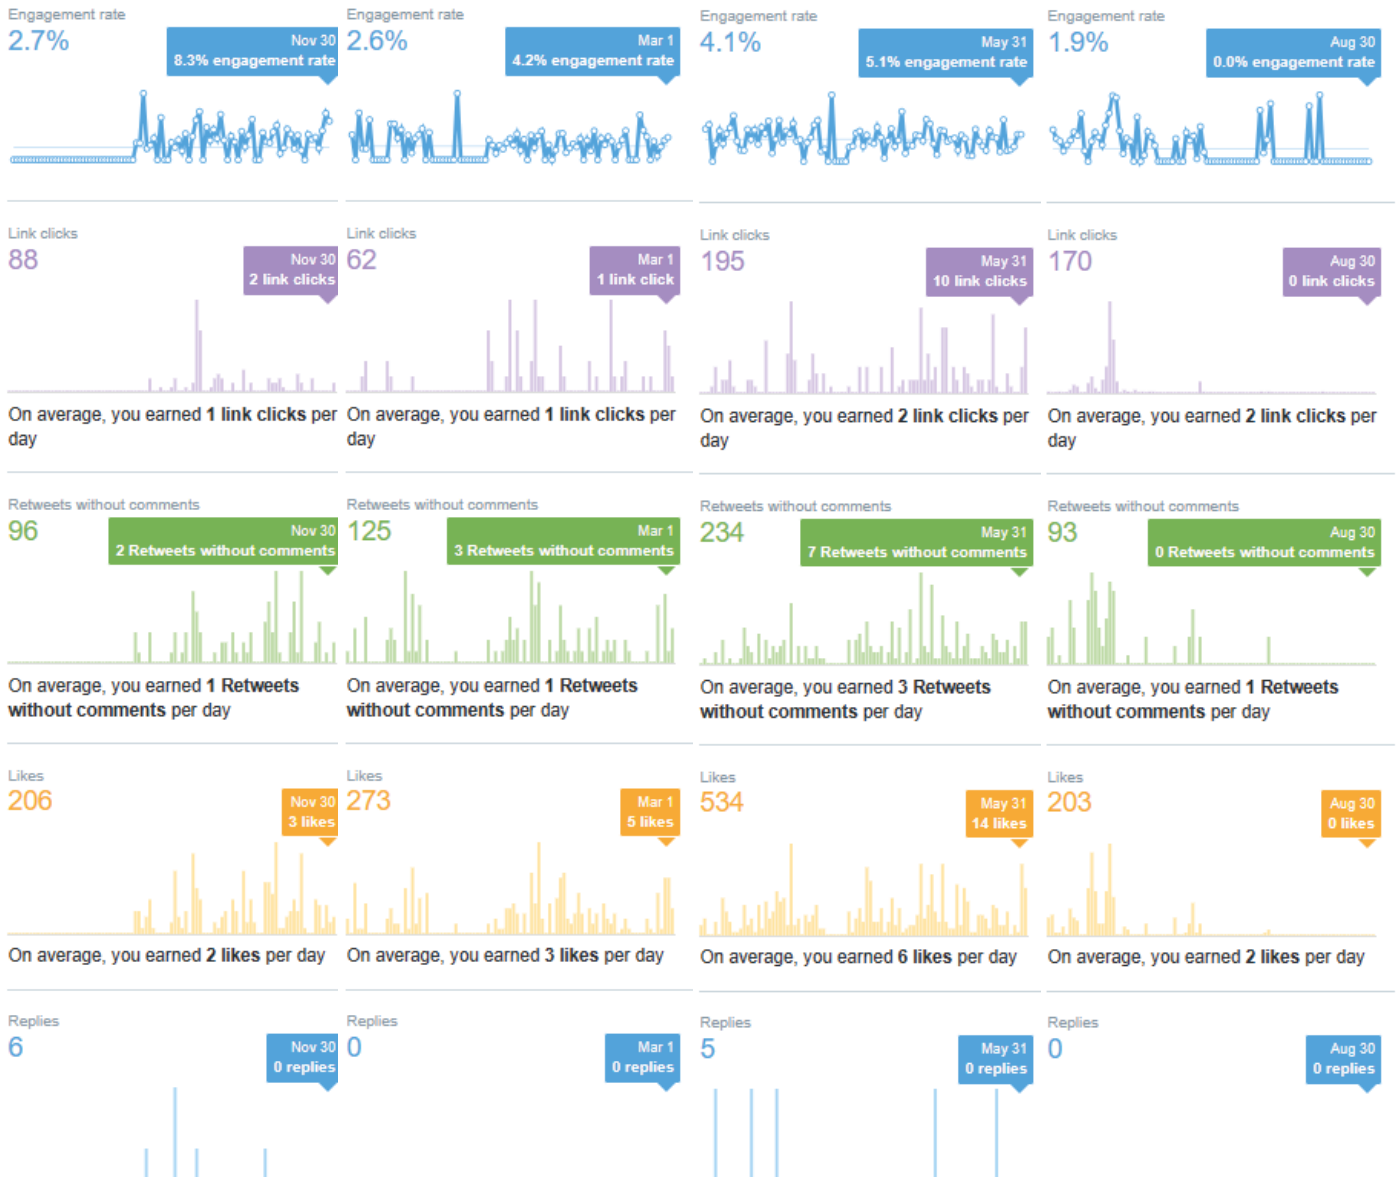 Engagement rate
2.7%
Nov 30
8.3% engagement rate
Engagement rate
2.6%
Mar 1
4.2% engagement rate
Engagement rate
4.1%
May 31
5.1% engagement rate
Engagement rate
1.9%
Aug 30
0.0% engagement rate
Link clicks
88
Nov 30
2 link clicks
On average, you earned 1 link clicks per
day
Link clicks
62
Mar 1
1 link click
On average, you earned 1 link clicks per
day
Link clicks
195
May 31
10 link clicks
On average, you earned 2 link clicks per
day
Link clicks
170
Aug 30
0 link clicks
On average, you earned 2 link clicks per
day
Retweets without comments
96
Nov 30
2 Retweets without comments
On average, you earned 1 Retweets
without comments per day
Retweets without comments
125
Mar 1
3 Retweets without comments
On average, you earned 1 Retweets
without comments per day
Retweets without comments
234
May 31
7 Retweets without comments
On average, you earned 3 Retweets
without comments per day
Retweets without comments
93
Aug 30
0 Retweets without comments
On average, you earned 1 Retweets
without comments per day
Likes
206
Nov 30
3 likes
On average, you earned 2 likes per day
Likes
273
Mar 1
5 likes
On average, you earned 3 likes per day
Likes
534
May 31
14 likes
On average, you earned 6 likes per day
Likes
203
Aug 30
0 likes
On average, you earned 2 likes per day
Replies
6
Nov 30
0 replies
Replies
0
Mar 1
0 replies
Replies
5
May 31
0 replies
Replies
0
Aug 30
0 replies